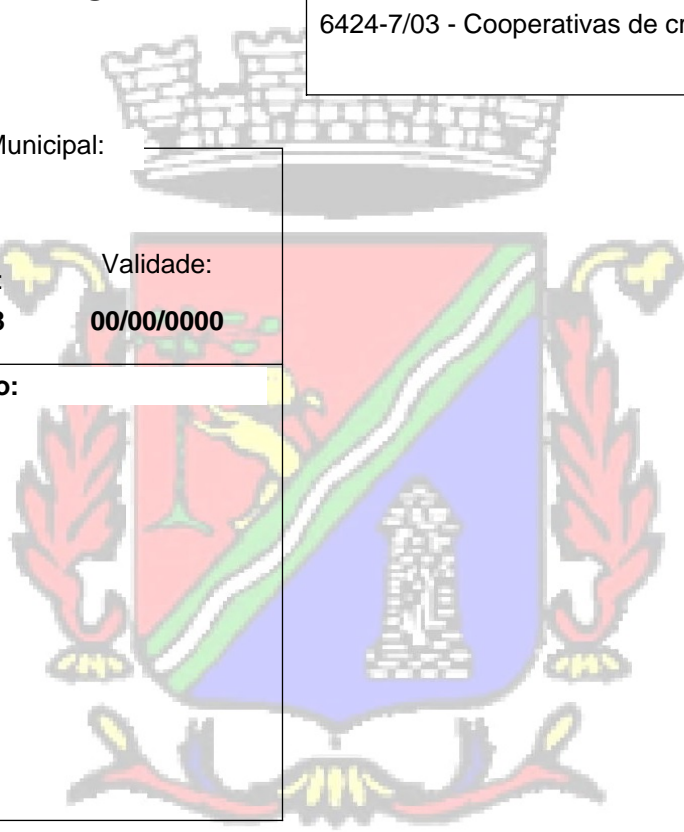 6424-7/03 - Cooperativas de cr
Municipal:
Validade:
00/00/0000
o: